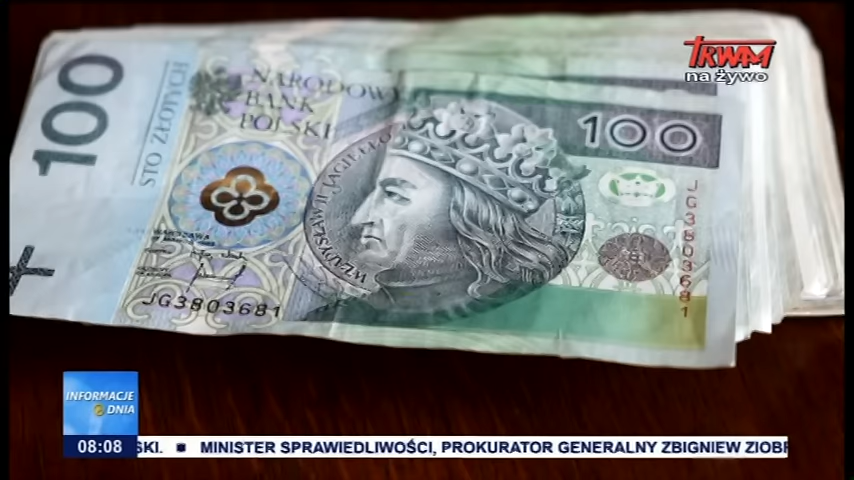 TRWAM
na żywo
100
STO ZŁOTYCH
NARODOWY
BANK
POLSKI
WŁADYSŁAW II JAGIEŁŁO
100
JG3803681
WARSZAWA
JG3803681
INFORMACJE
DNIA
08:08
SKI. ■ MINISTER SPRAWIEDLIWOŚCI, PROKURATOR GENERALNY ZBIGNIEW ZIOB